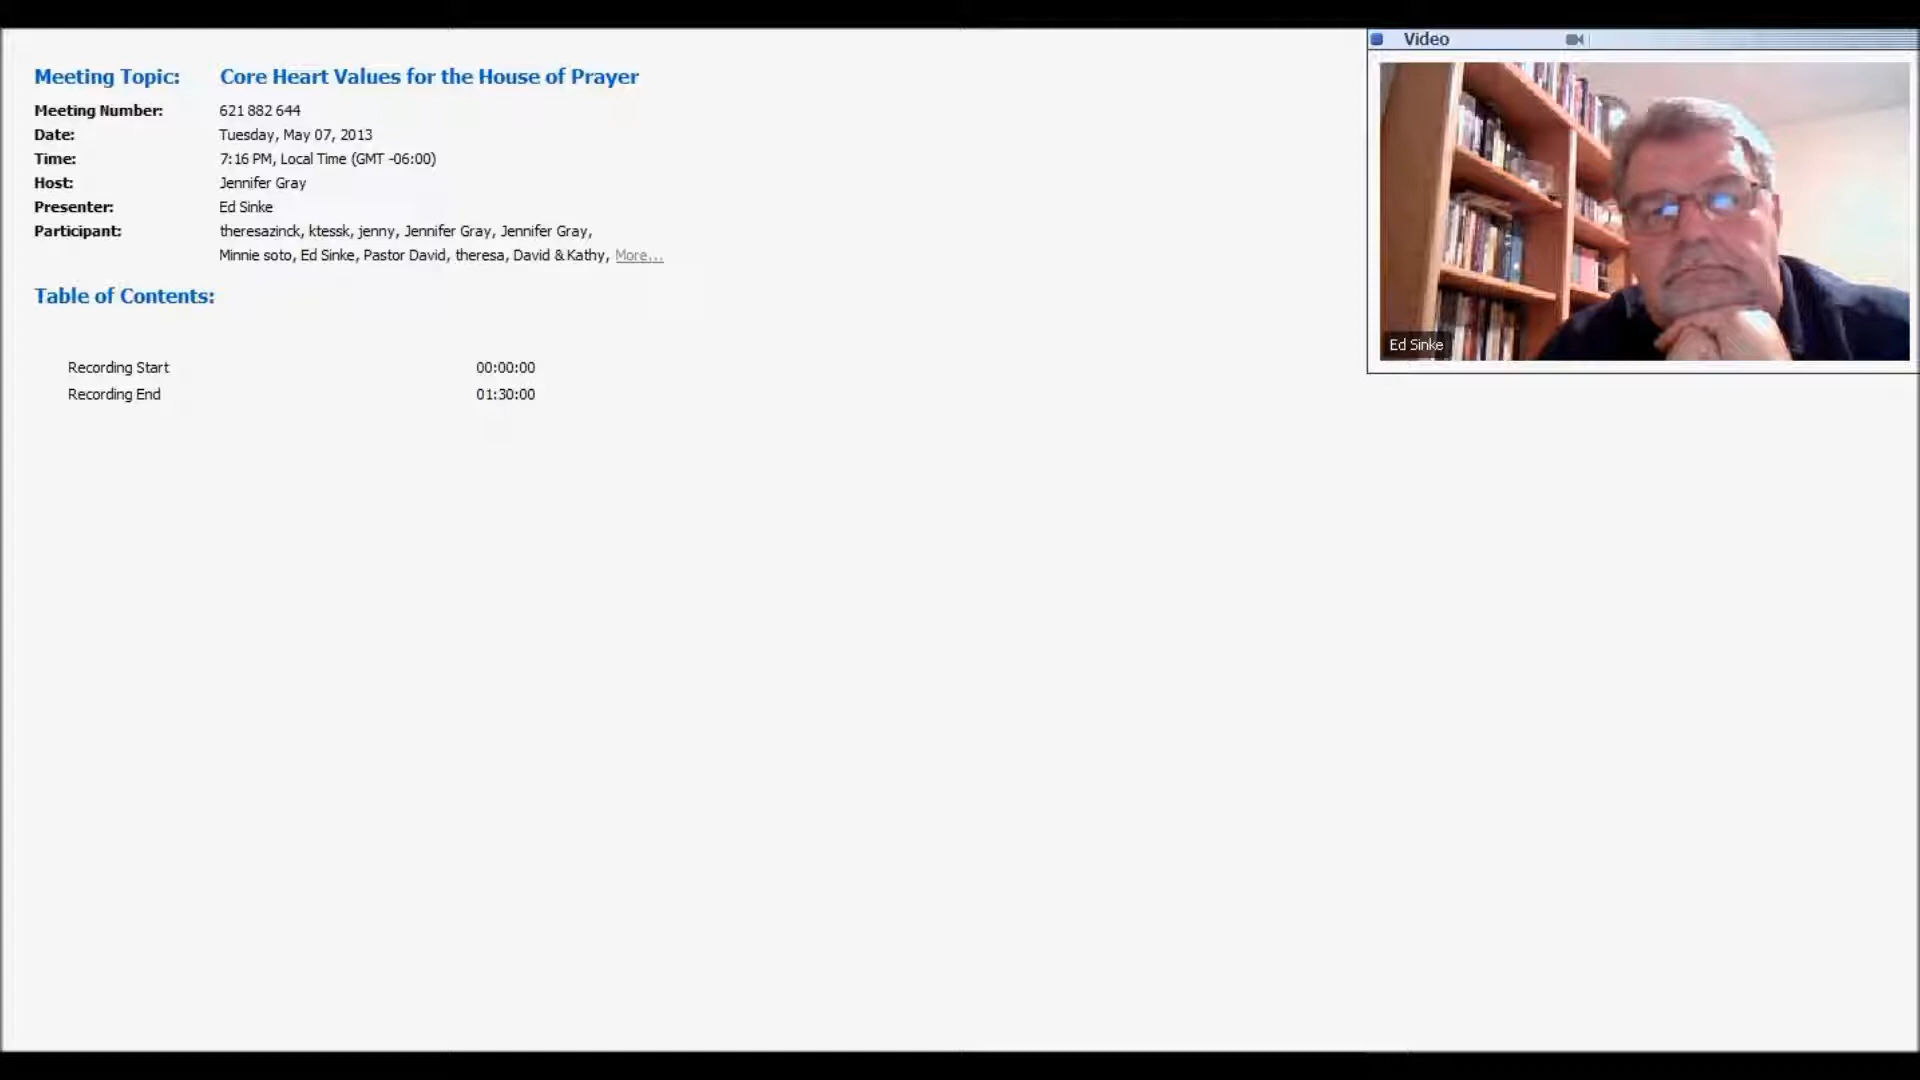 Meeting Topic: Core Heart Values for the House of Prayer
Meeting Number: 621 882 644
Date: Tuesday, May 07, 2013
Time: 7:16 PM, Local Time (GMT -06:00)
Host: Jennifer Gray
Presenter: Ed Sinke
Participant: theresazinck, ktessk, jenny, Jennifer Gray, Jennifer Gray,
Minnie soto, Ed Sinke, Pastor David, theresa, David & Kathy, More...
Table of Contents:
Recording Start 00:00:00
Recording End 01:30:00
Video
Ed Sinke